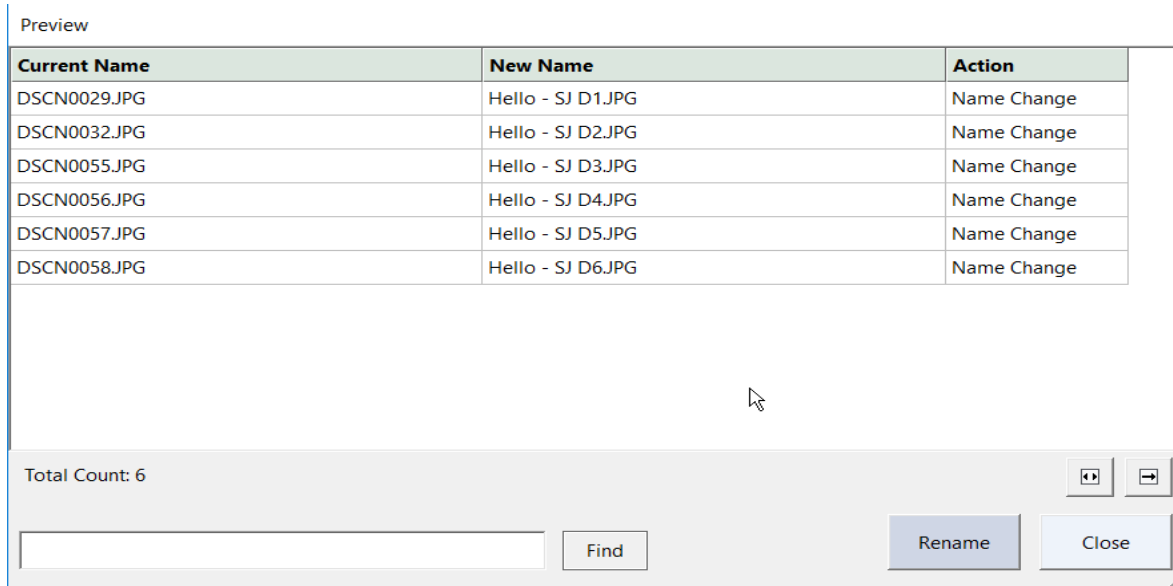 Preview
Current Name New Name Action
DSCN0029.JPG Hello - SJ D1.JPG Name Change
DSCN0032.JPG Hello - SJ D2.JPG Name Change
DSCN0055.JPG Hello - SJ D3.JPG Name Change
DSCN0056.JPG Hello - SJ D4.JPG Name Change
DSCN0057.JPG Hello - SJ D5.JPG Name Change
DSCN0058.JPG Hello - SJ D6.JPG Name Change
Total Count: 6
Find Rename Close